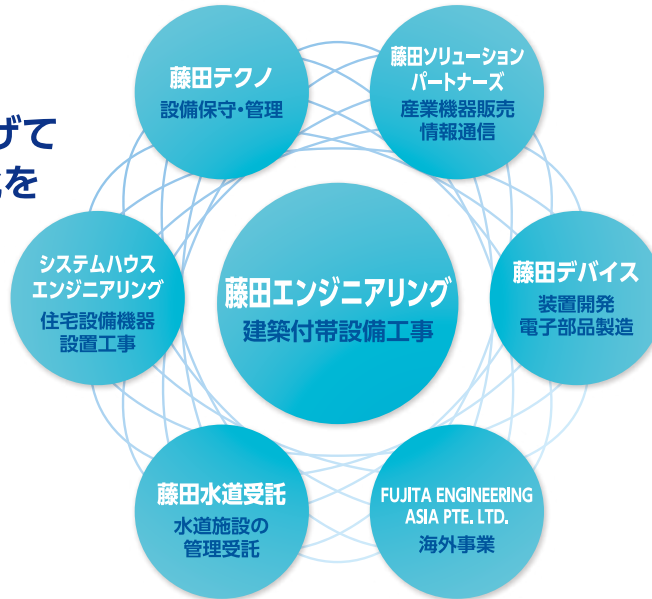 げて
を
藤田テクノ
設備保守・管理
藤田ソリューション
パートナーズ
産業機器販売
情報通信
システムハウス
エンジニアリング
住宅設備機器
設置工事
藤田エンジニアリング
建築付帯設備工事
藤田デバイス
装置開発
電子部品製造
藤田水道受託
水道施設の
管理受託
FUJITA ENGINEERING
ASIA PTE. LTD.
海外事業